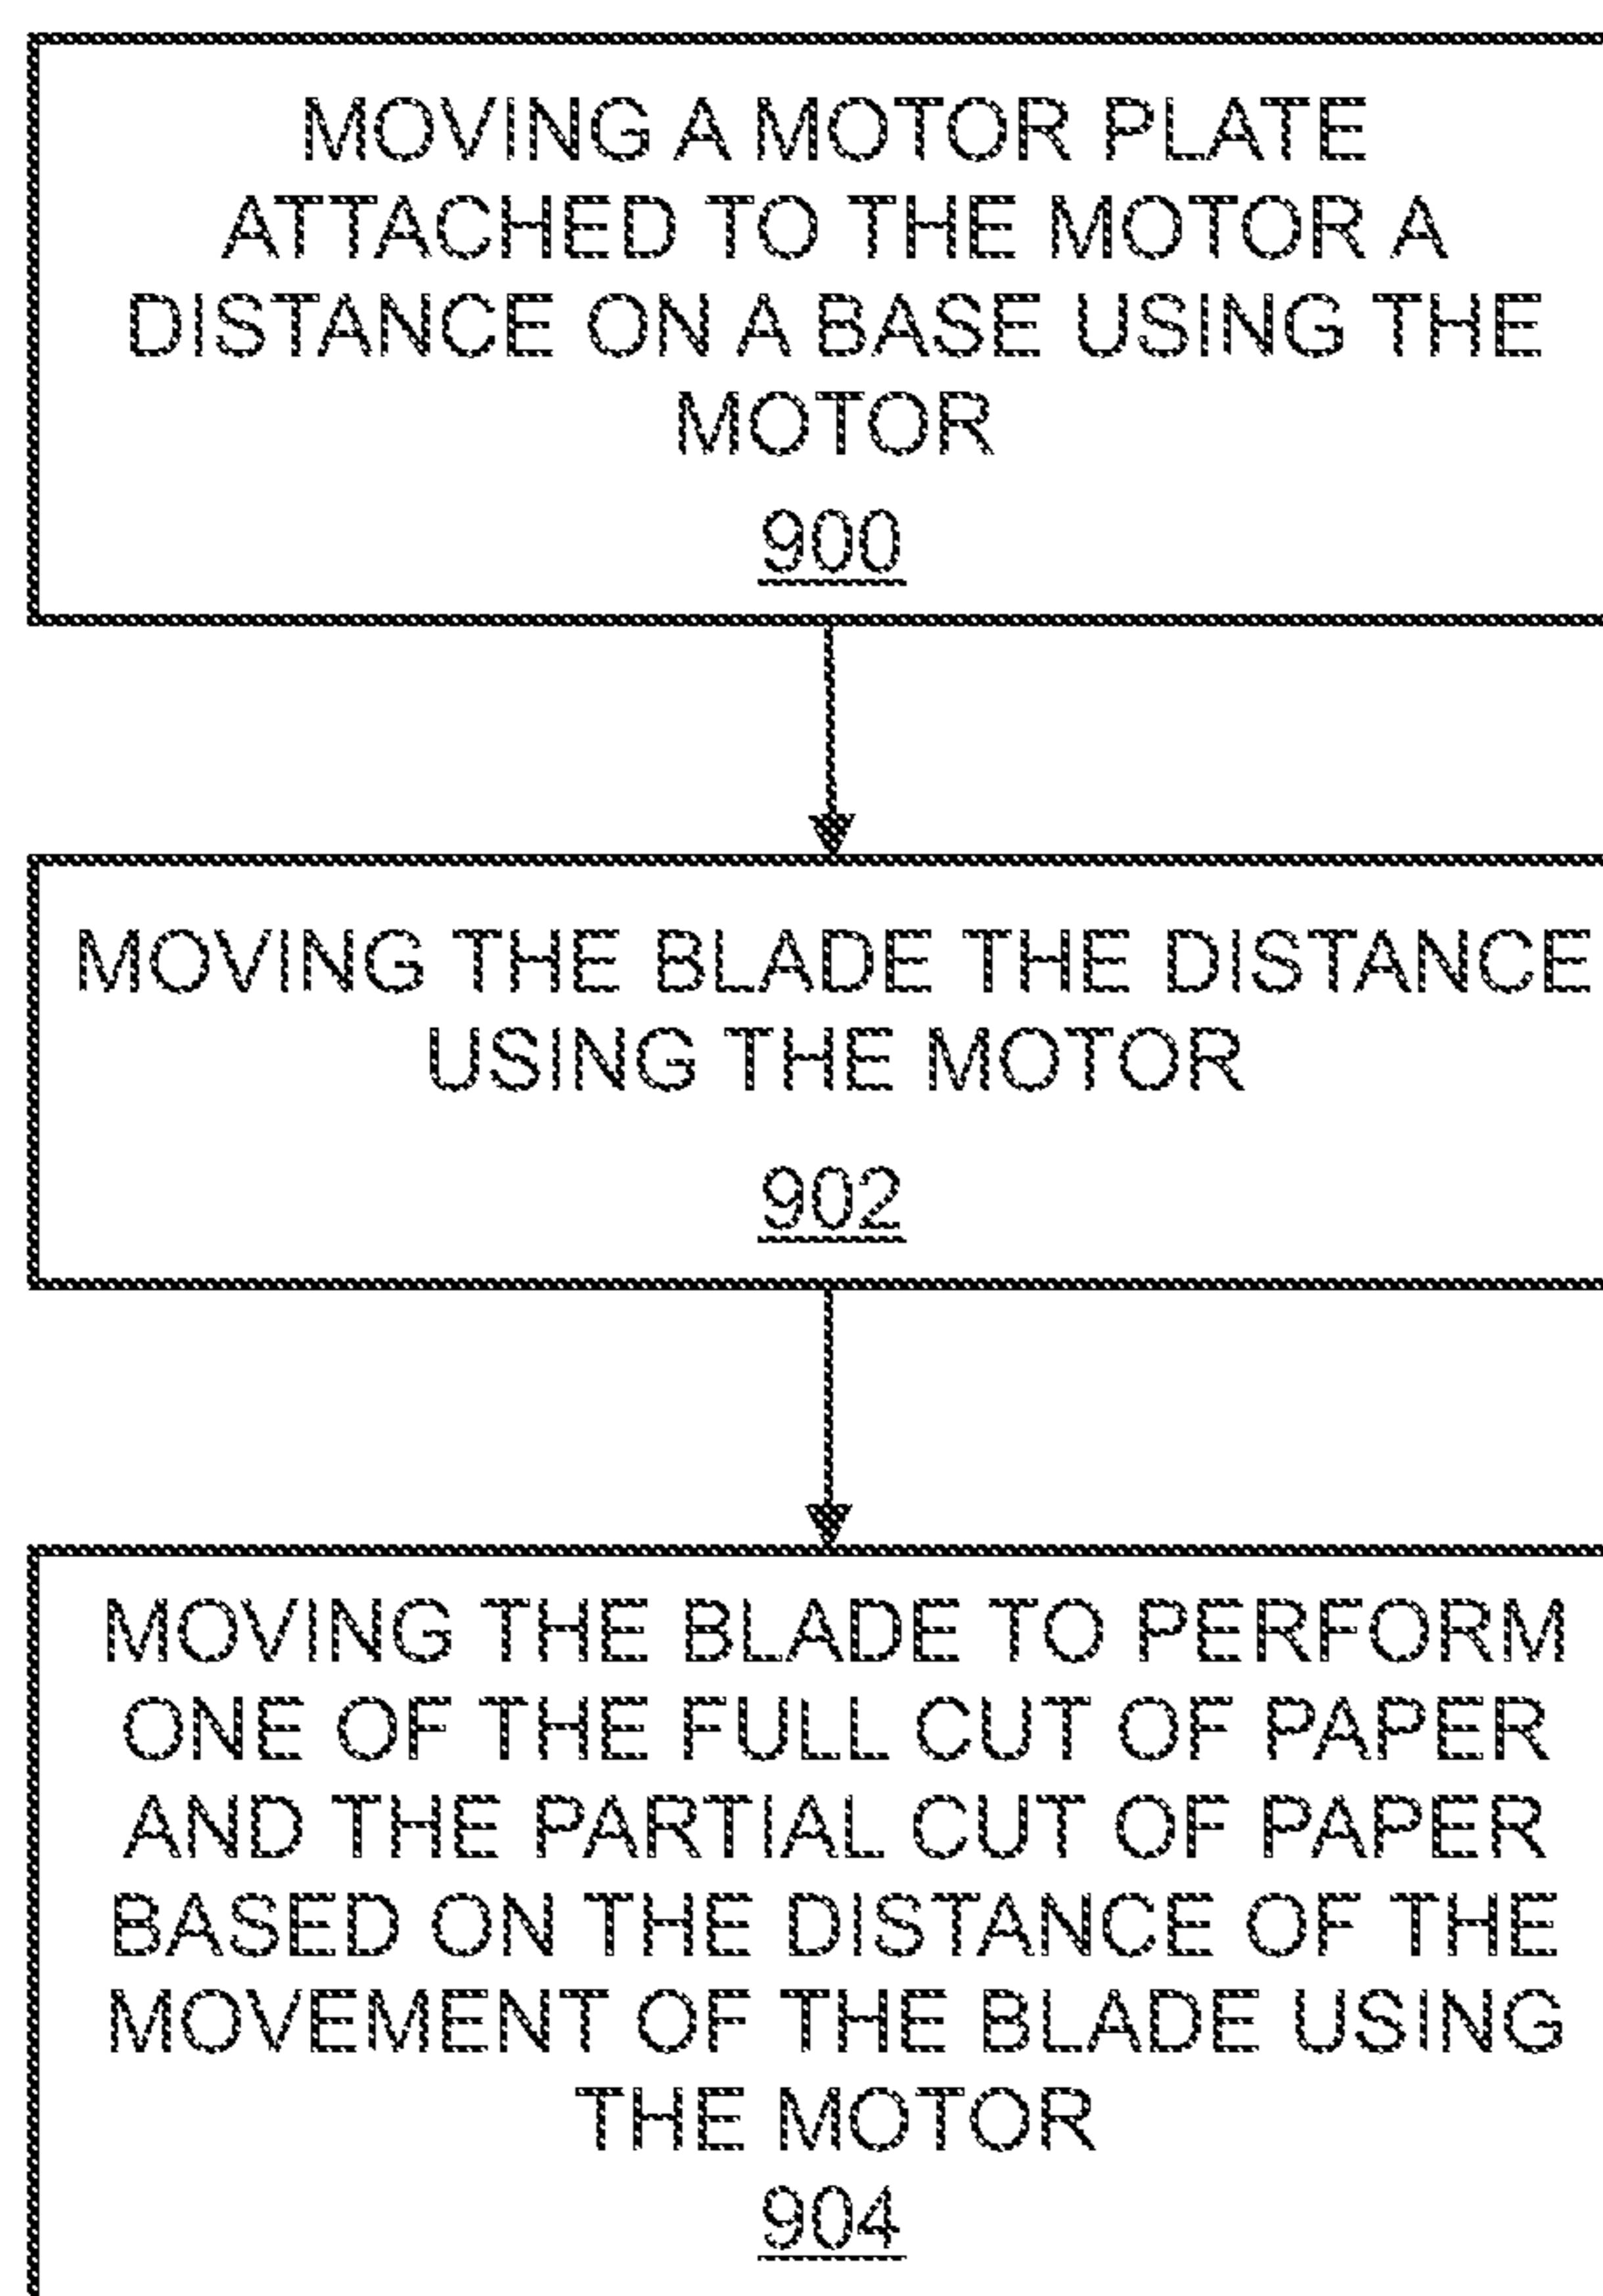 MOVING A MOTOR PLATE
ATTACHED TO THE MOTOR A
DISTANCE ON A BASE USING THE
MOTOR
900
MOVING THE BLADE THE DISTANCE
USING THE MOTOR
902
MOVING THE BLADE TO PERFORM
ONE OF THE FULL CUT OF PAPER
AND THE PARTIAL CUT OF PAPER
BASED ON THE DISTANCE OF THE
MOVEMENT OF THE BLADE USING
THE MOTOR
904